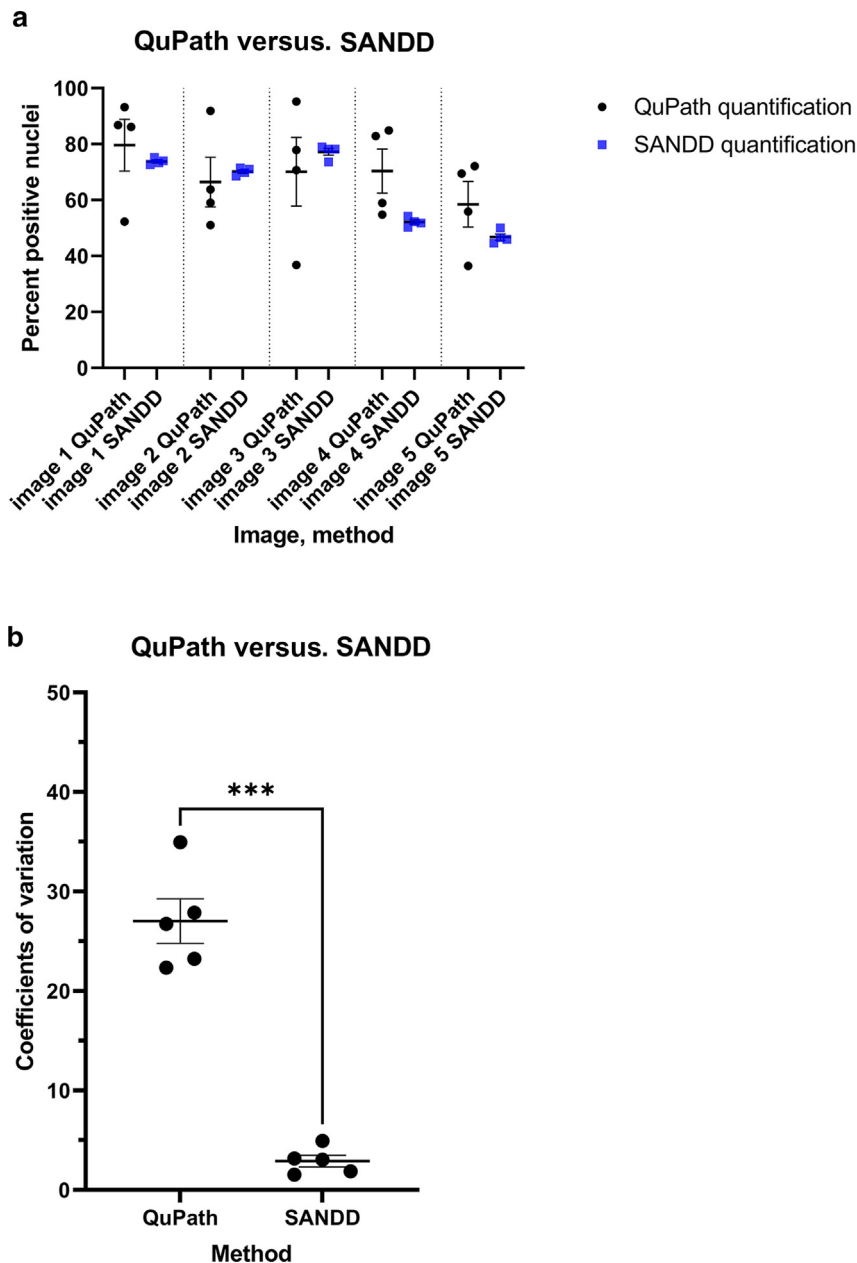 a
QuPath versus. SANDD
Percent positive nuclei
100
80
60
40
20
0
QuPath quantification
SANDD quantification
image 1 QuPath
image 1 SANDD
image 2 QuPath
image 2 SANDD
image 3 QuPath
image 3 SANDD
image 4 QuPath
image 4 SANDD
image 5 QuPath
image 5 SANDD
Image, method
b
QuPath versus. SANDD
Coefficients of variation
50
40
30
20
10
0
***
QuPath
SANDD
Method